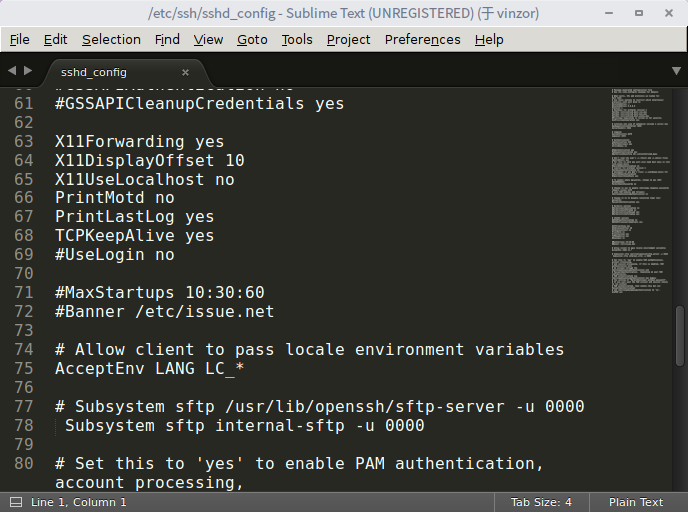 /etc/ssh/sshd_config - Sublime Text (UNREGISTERED) (于 vinzor)
File Edit Selection Find View Goto Tools Project Preferences Help
sshd_config
61 #GSSAPICleanupCredentials yes
62
63 X11Forwarding yes
64 X11DisplayOffset 10
65 X11UseLocalhost no
66 PrintMotd no
67 PrintLastLog yes
68 TCPKeepAlive yes
69 #UseLogin no
70
71 #MaxStartups 10:30:60
72 #Banner /etc/issue.net
73
74 # Allow client to pass locale environment variables
75 AcceptEnv LANG LC_*
76
77 # Subsystem sftp /usr/lib/openssh/sftp-server -u 0000
78 Subsystem sftp internal-sftp -u 0000
79
80 # Set this to 'yes' to enable PAM authentication,
account processing,
Line 1, Column 1 Tab Size: 4 Plain Text